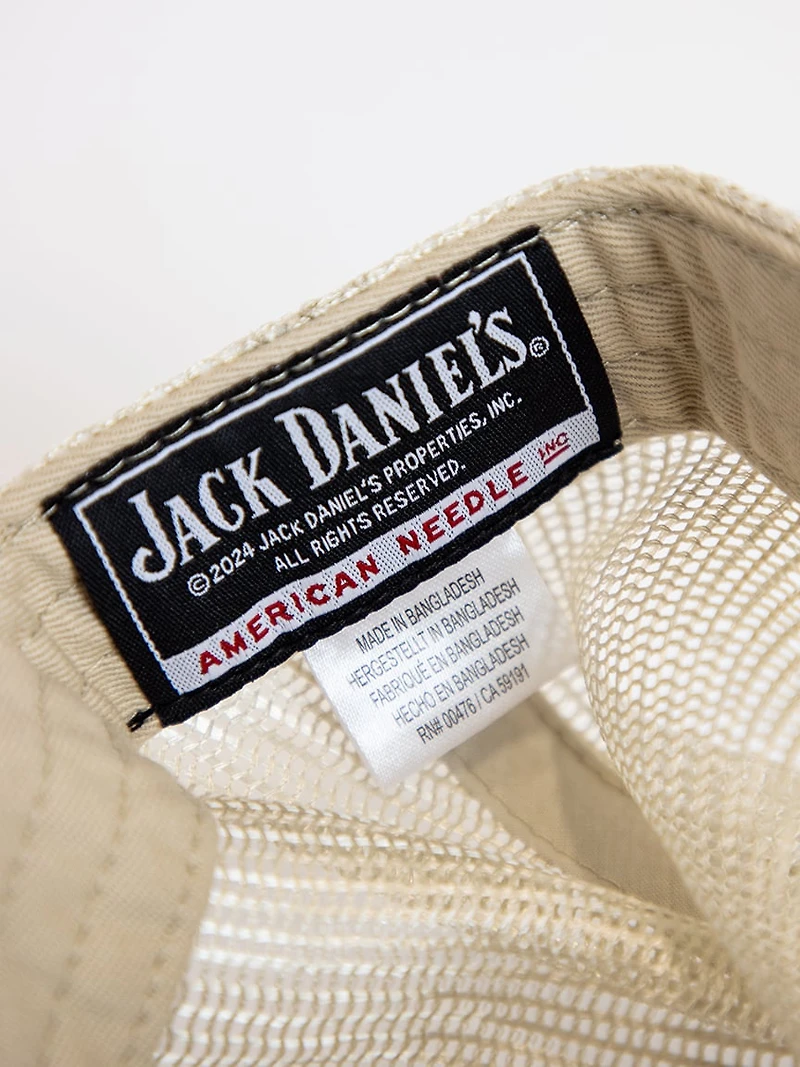 JACK DANIEL'S®
©2024 JACK DANIEL'S PROPERTIES, INC.
ALL RIGHTS RESERVED.
AMERICAN NEEDLE INC
MADE IN BANGLADESH
HERGESTELLT IN BANGLADESH
FABRIQUÉ EN BANGLADESH
HECHO EN BANGLADESH
RN# 00476 / CA 59191